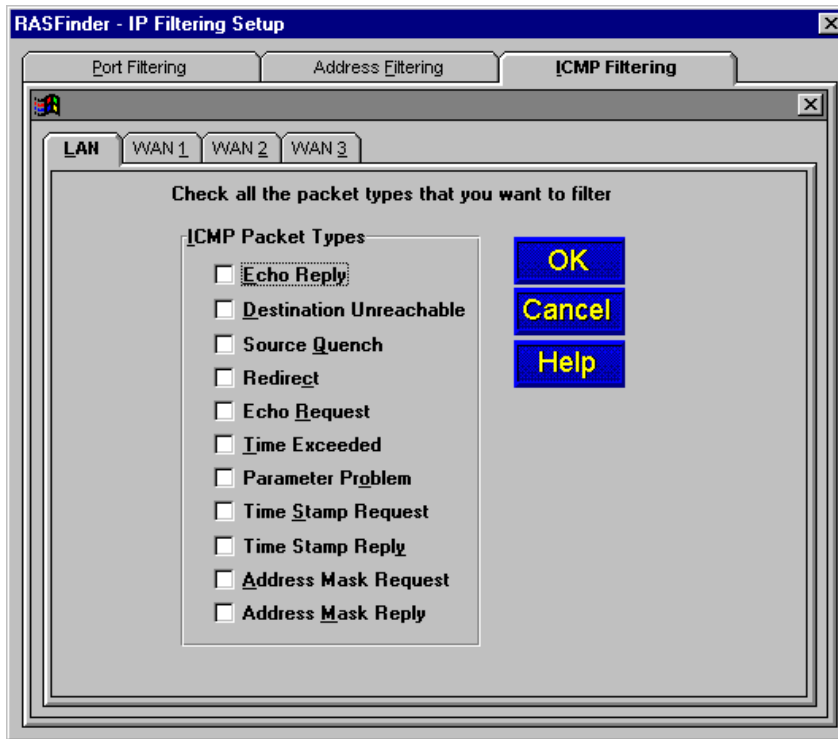 RASFinder - IP Filtering Setup
Port Filtering Address Filtering ICMP Filtering
LAN WAN 1 WAN 2 WAN 3
Check all the packet types that you want to filter
ICMP Packet Types
Echo Reply
Destination Unreachable
Source Quench
Redirect
Echo Request
Time Exceeded
Parameter Problem
Time Stamp Request
Time Stamp Reply
Address Mask Request
Address Mask Reply
OK
Cancel
Help